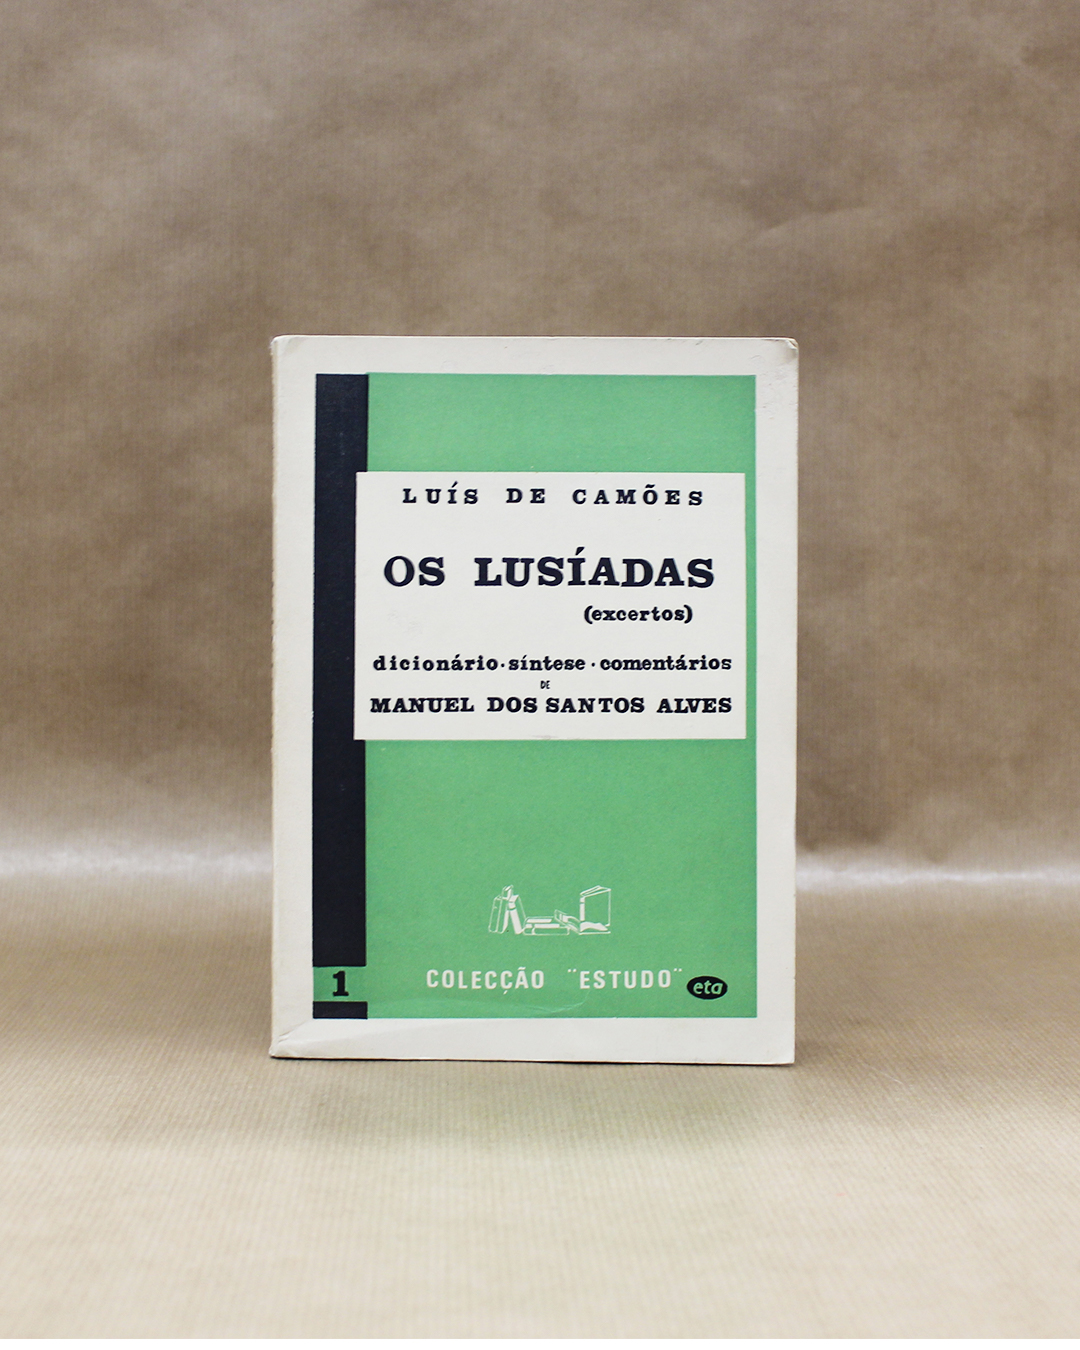 LUÍS DE CAMÕES
OS LUSÍADAS
(excertos)
dicionário · síntese · comentários
DE
MANUEL DOS SANTOS ALVES
1
COLECÇÃO "ESTUDO"
eta